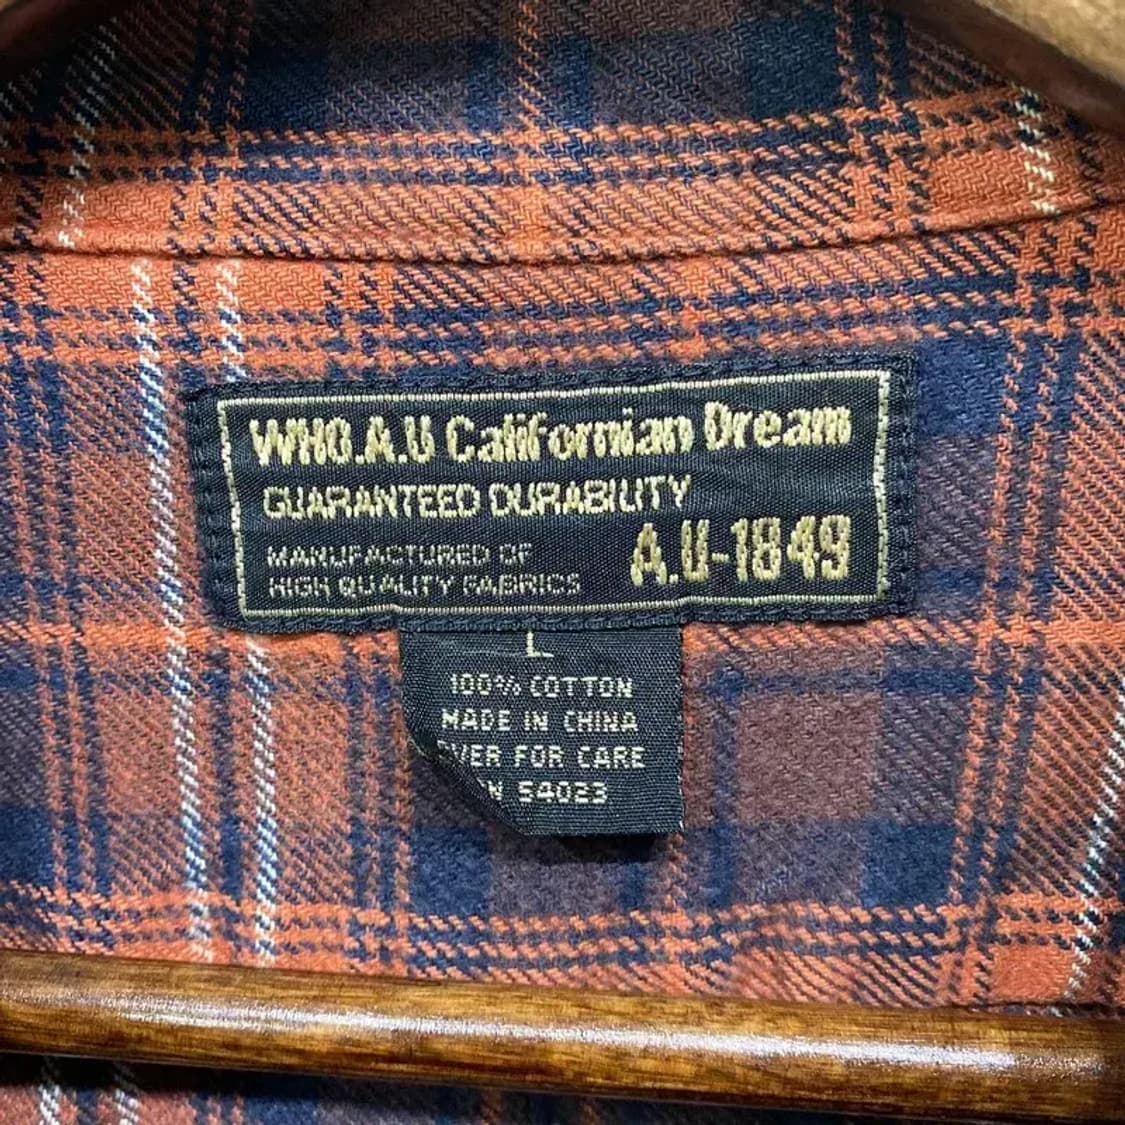 WHO.A.U Californian Dream
GUARANTEED DURABILITY
MANUFACTURED OF
HIGH QUALITY FABRICS
A.U-1849
L
100% COTTON
MADE IN CHINA
FOR CARE
54023